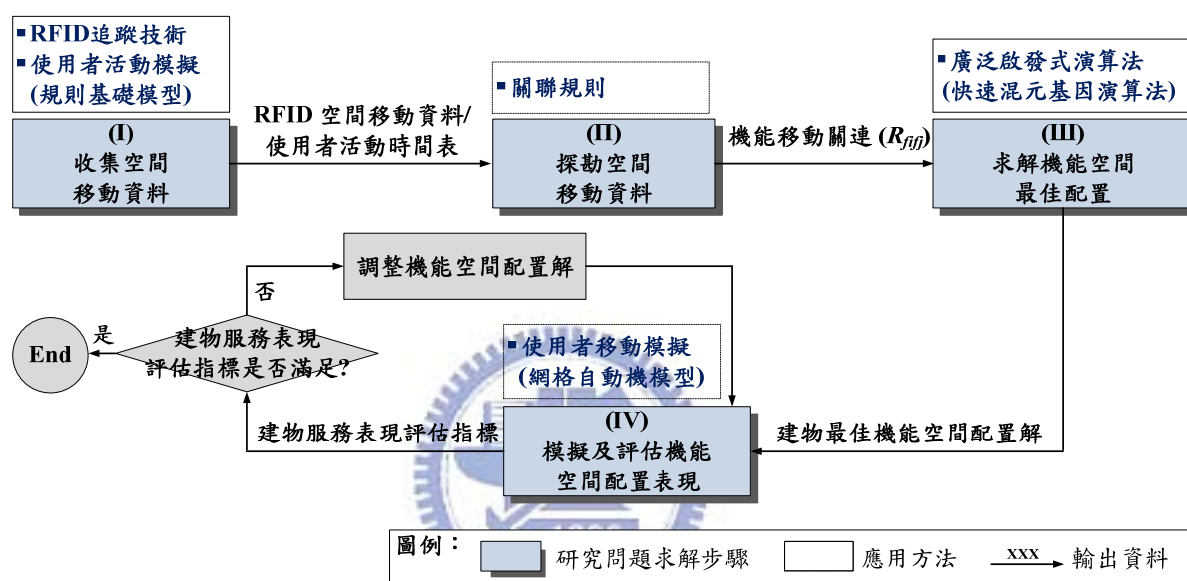 ▪ RFID追蹤技術
▪ 使用者活動模擬
(規則基礎模型)
(I)
收集空間
移動資料
RFID 空間移動資料/
使用者活動時間表
▪ 關聯規則
(II)
探勘空間
移動資料
機能移動關連 (Rfifj)
▪ 廣泛啟發式演算法
(快速混元基因演算法)
(III)
求解機能空間
最佳配置
調整機能空間配置解
否
是
End
建物服務表現
評估指標是否滿足?
▪ 使用者移動模擬
(網格自動機模型)
(IV)
模擬及評估機能
空間配置表現
建物服務表現評估指標
建物最佳機能空間配置解
圖例：
研究問題求解步驟
應用方法
xxx
輸出資料